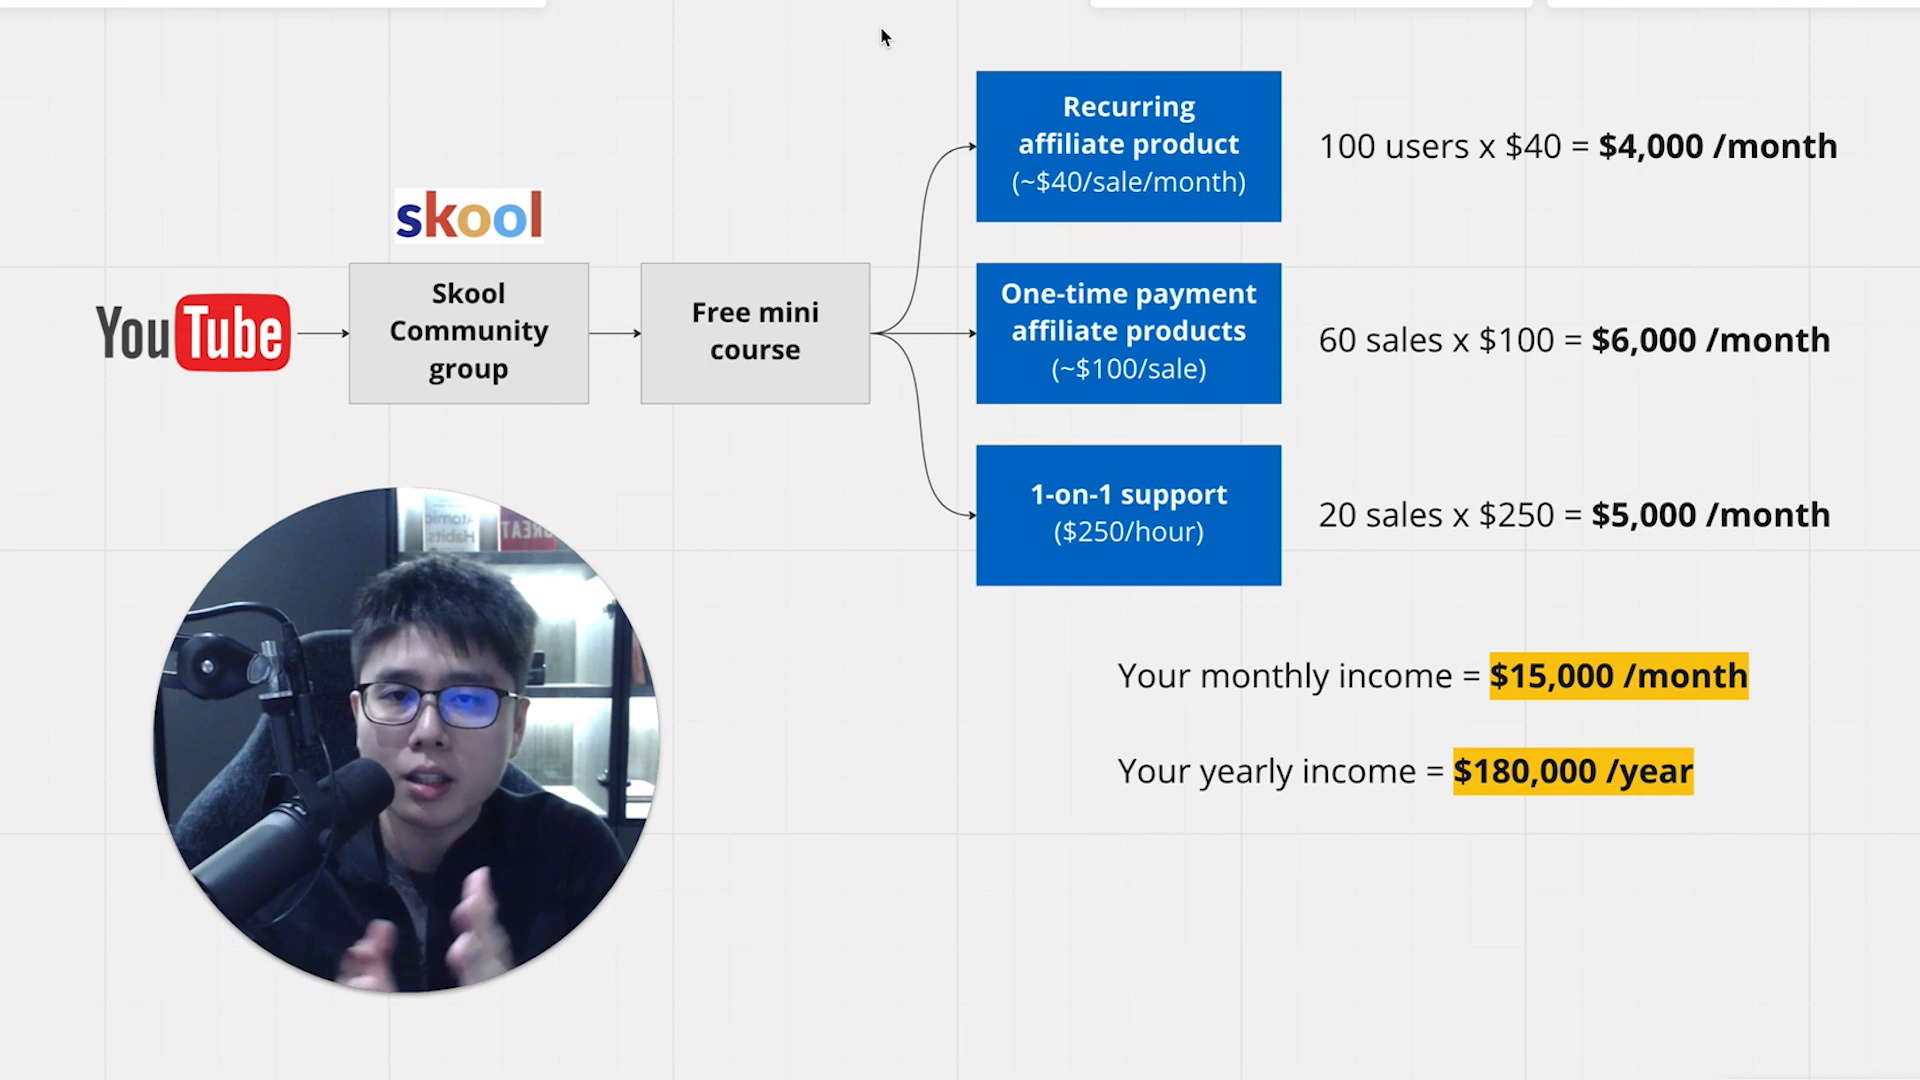 skool
YouTube
Skool
Community
group
Free mini
course
Recurring
affiliate product
(~$40/sale/month)
100 users x $40 = $4,000 /month
One-time payment
affiliate products
(~$100/sale)
60 sales x $100 = $6,000 /month
1-on-1 support
($250/hour)
20 sales x $250 = $5,000 /month
Your monthly income = $15,000 /month
Your yearly income = $180,000 /year
Atomic
Habits
GREAT